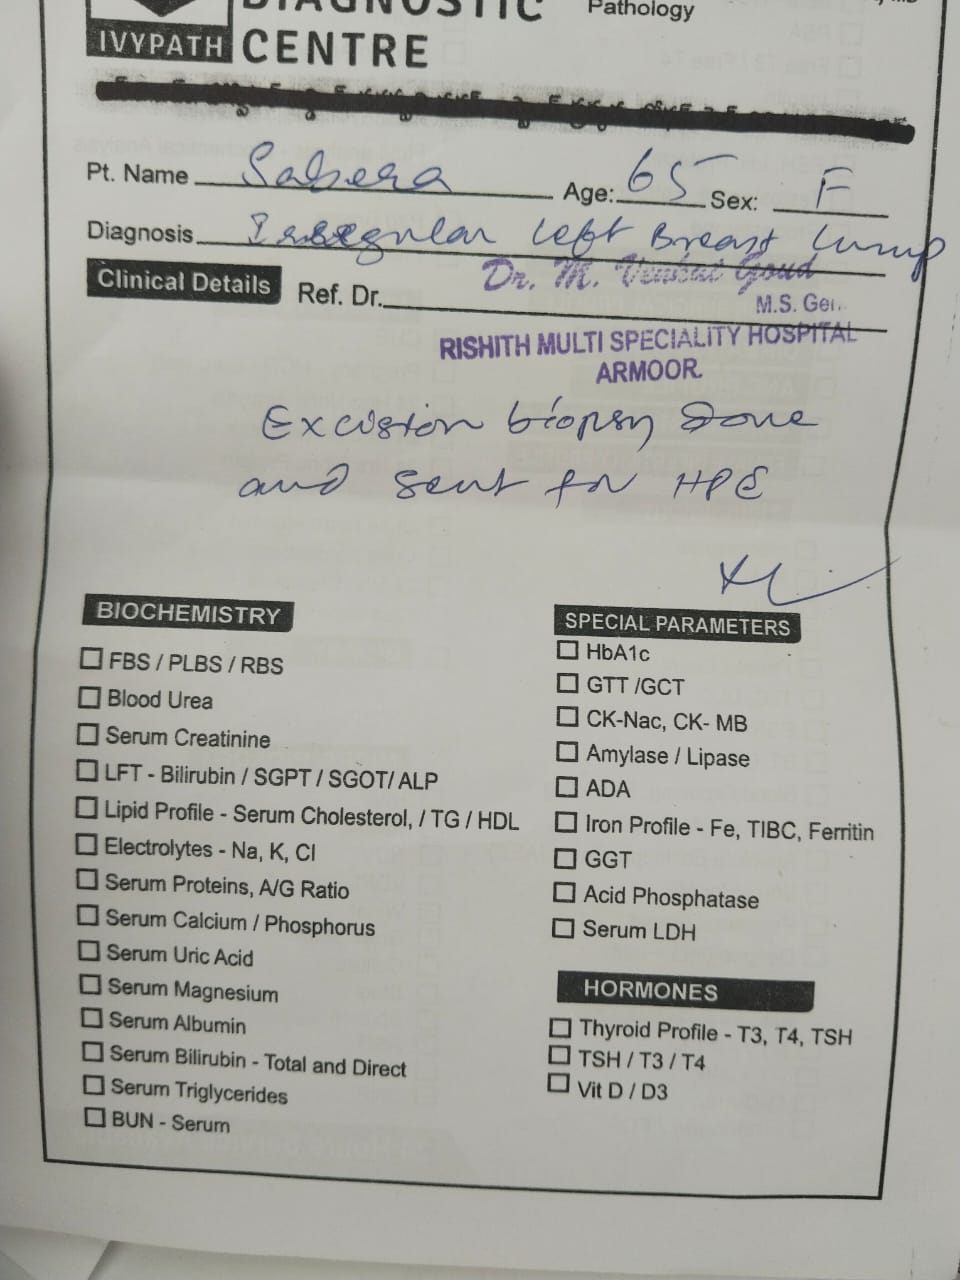 DIAGNOSTIC
Pathology
IVYPATH CENTRE
Pt. Name Sabera Age: 65 Sex: F
Diagnosis Irregular left Breast lump
Clinical Details Ref. Dr. Dr. M. Venkat Goud
M.S. Gen.
RISHITH MULTI SPECIALITY HOSPITAL
ARMOOR.
Excision biopsy Done
and sent for HPE
BIOCHEMISTRY
FBS / PLBS / RBS
Blood Urea
Serum Creatinine
LFT - Bilirubin / SGPT / SGOT/ ALP
Lipid Profile - Serum Cholesterol, / TG / HDL
Electrolytes - Na, K, Cl
Serum Proteins, A/G Ratio
Serum Calcium / Phosphorus
Serum Uric Acid
Serum Magnesium
Serum Albumin
Serum Bilirubin - Total and Direct
Serum Triglycerides
BUN - Serum
SPECIAL PARAMETERS
HbA1c
GTT /GCT
CK-Nac, CK- MB
Amylase / Lipase
ADA
Iron Profile - Fe, TIBC, Ferritin
GGT
Acid Phosphatase
Serum LDH
HORMONES
Thyroid Profile - T3, T4, TSH
TSH / T3 / T4
Vit D / D3